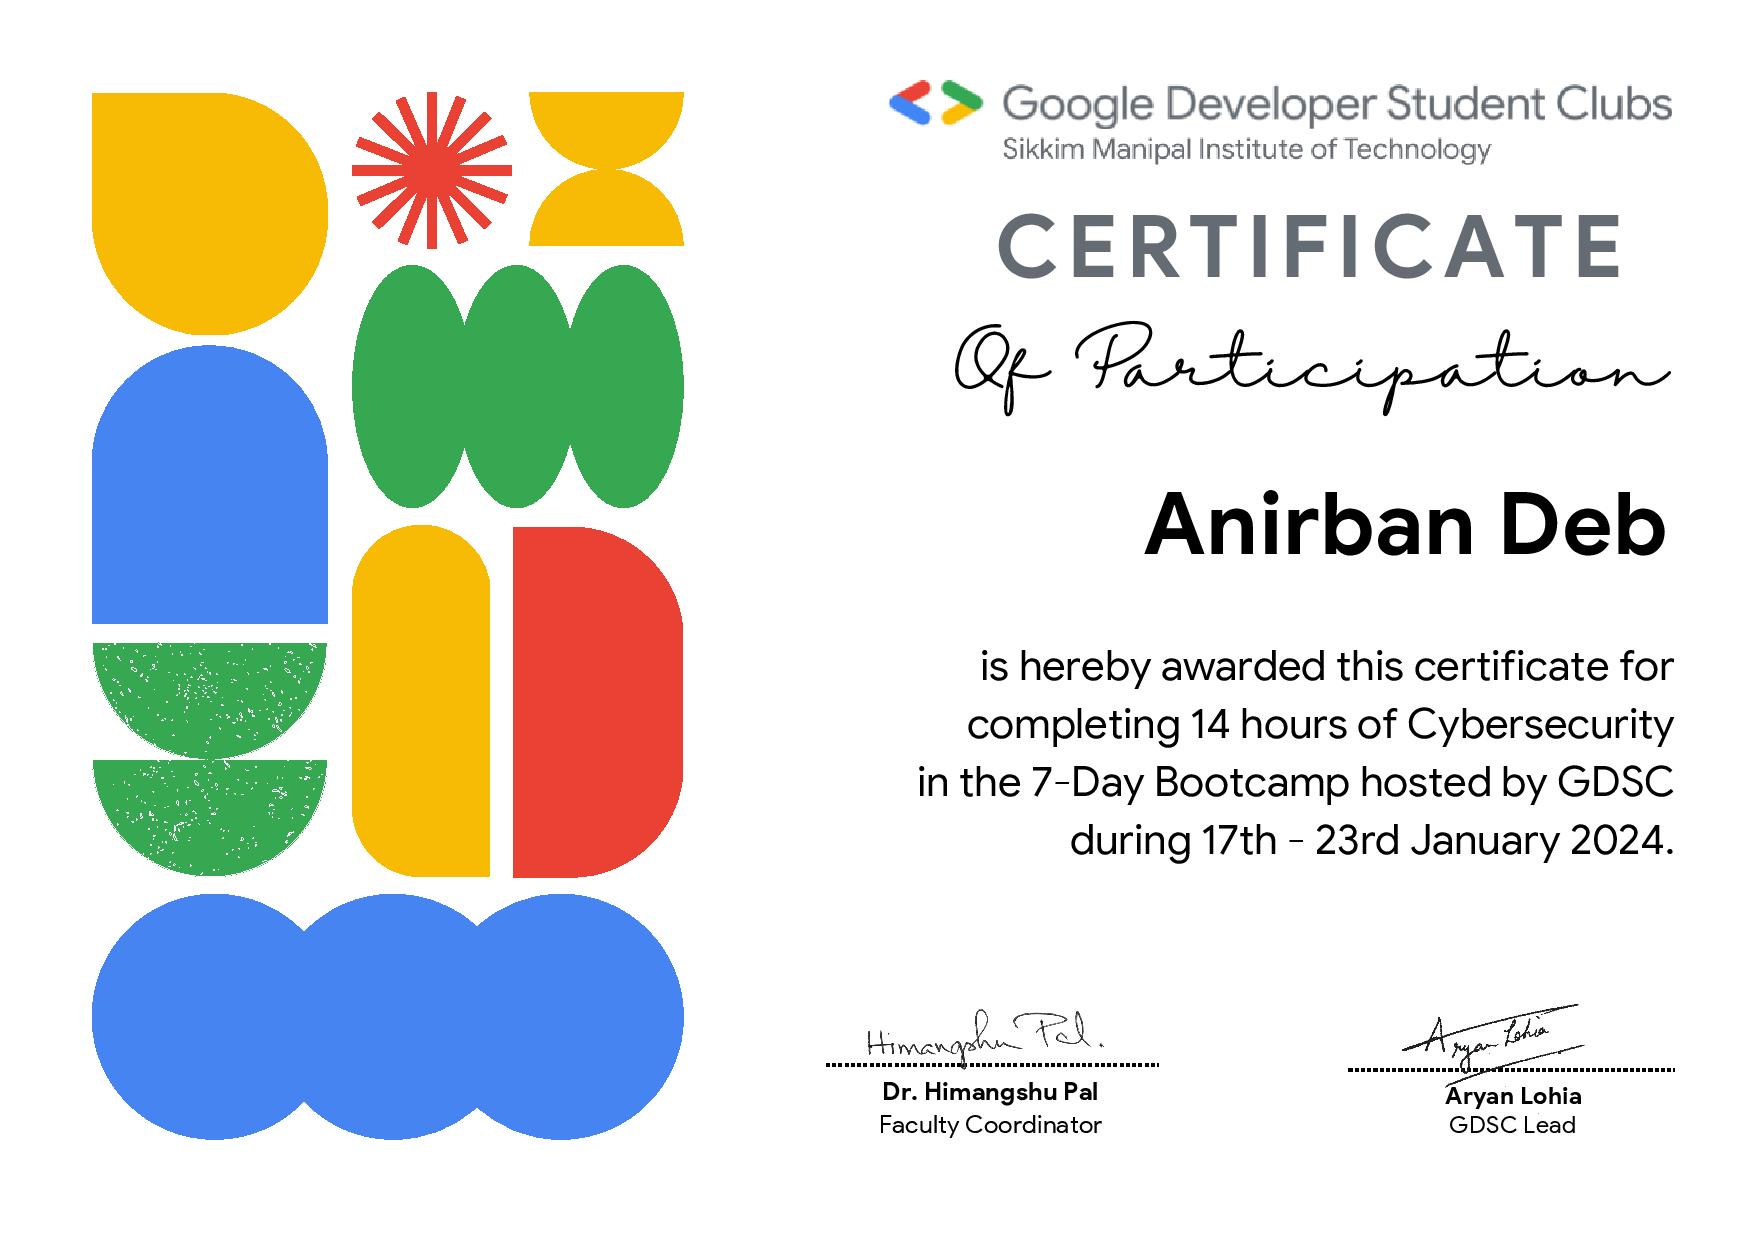 Google Developer Student Clubs
Sikkim Manipal Institute of Technology
CERTIFICATE
Of Participation
Anirban Deb
is hereby awarded this certificate for
completing 14 hours of Cybersecurity
in the 7-Day Bootcamp hosted by GDSC
during 17th - 23rd January 2024.
Himangshu Pal.
Dr. Himangshu Pal
Faculty Coordinator
Aryan Lohia
Aryan Lohia
GDSC Lead